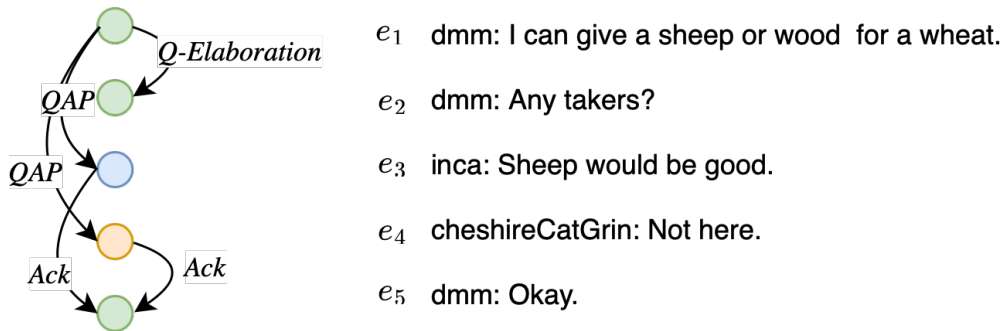 Q-Elaboration
QAP
QAP
Ack
Ack
e1 dmm: I can give a sheep or wood for a wheat.
e2 dmm: Any takers?
e3 inca: Sheep would be good.
e4 cheshireCatGrin: Not here.
e5 dmm: Okay.